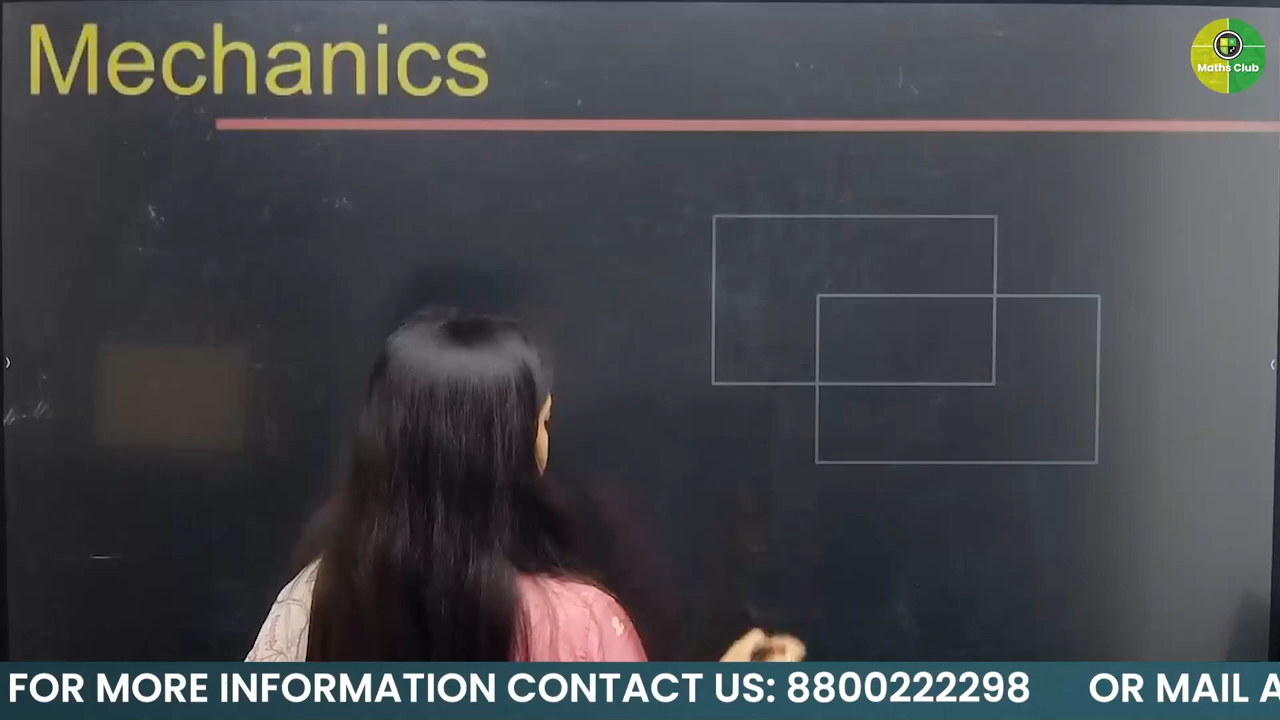 Mechanics
Maths Club
FOR MORE INFORMATION CONTACT US: 8800222298 OR MAIL A